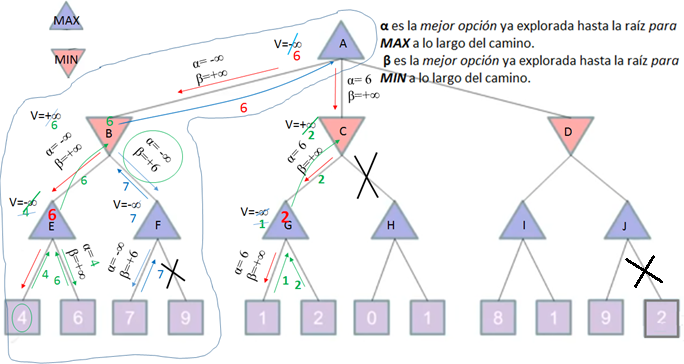 MAX
MIN
α es la mejor opción ya explorada hasta la raíz para
MAX a lo largo del camino.
β es la mejor opción ya explorada hasta la raíz para
MIN a lo largo del camino.
V=-∞
6
A
α= -∞
β=+∞
6
α= 6
β=+∞
V=+∞
6
6
B
α= -∞
β=+∞
6
α= -∞
β=+6
7
V=+∞
2
C
α= 6
β=+∞
2
D
V=-∞
4
6
E
V=-∞
7
F
V=-∞
1
2
G
H
I
J
4
6
α= 4
β=+∞
α= -∞
β=+6
7
α= 6
β=+∞
1
2
4
6
7
9
1
2
0
1
8
1
9
2